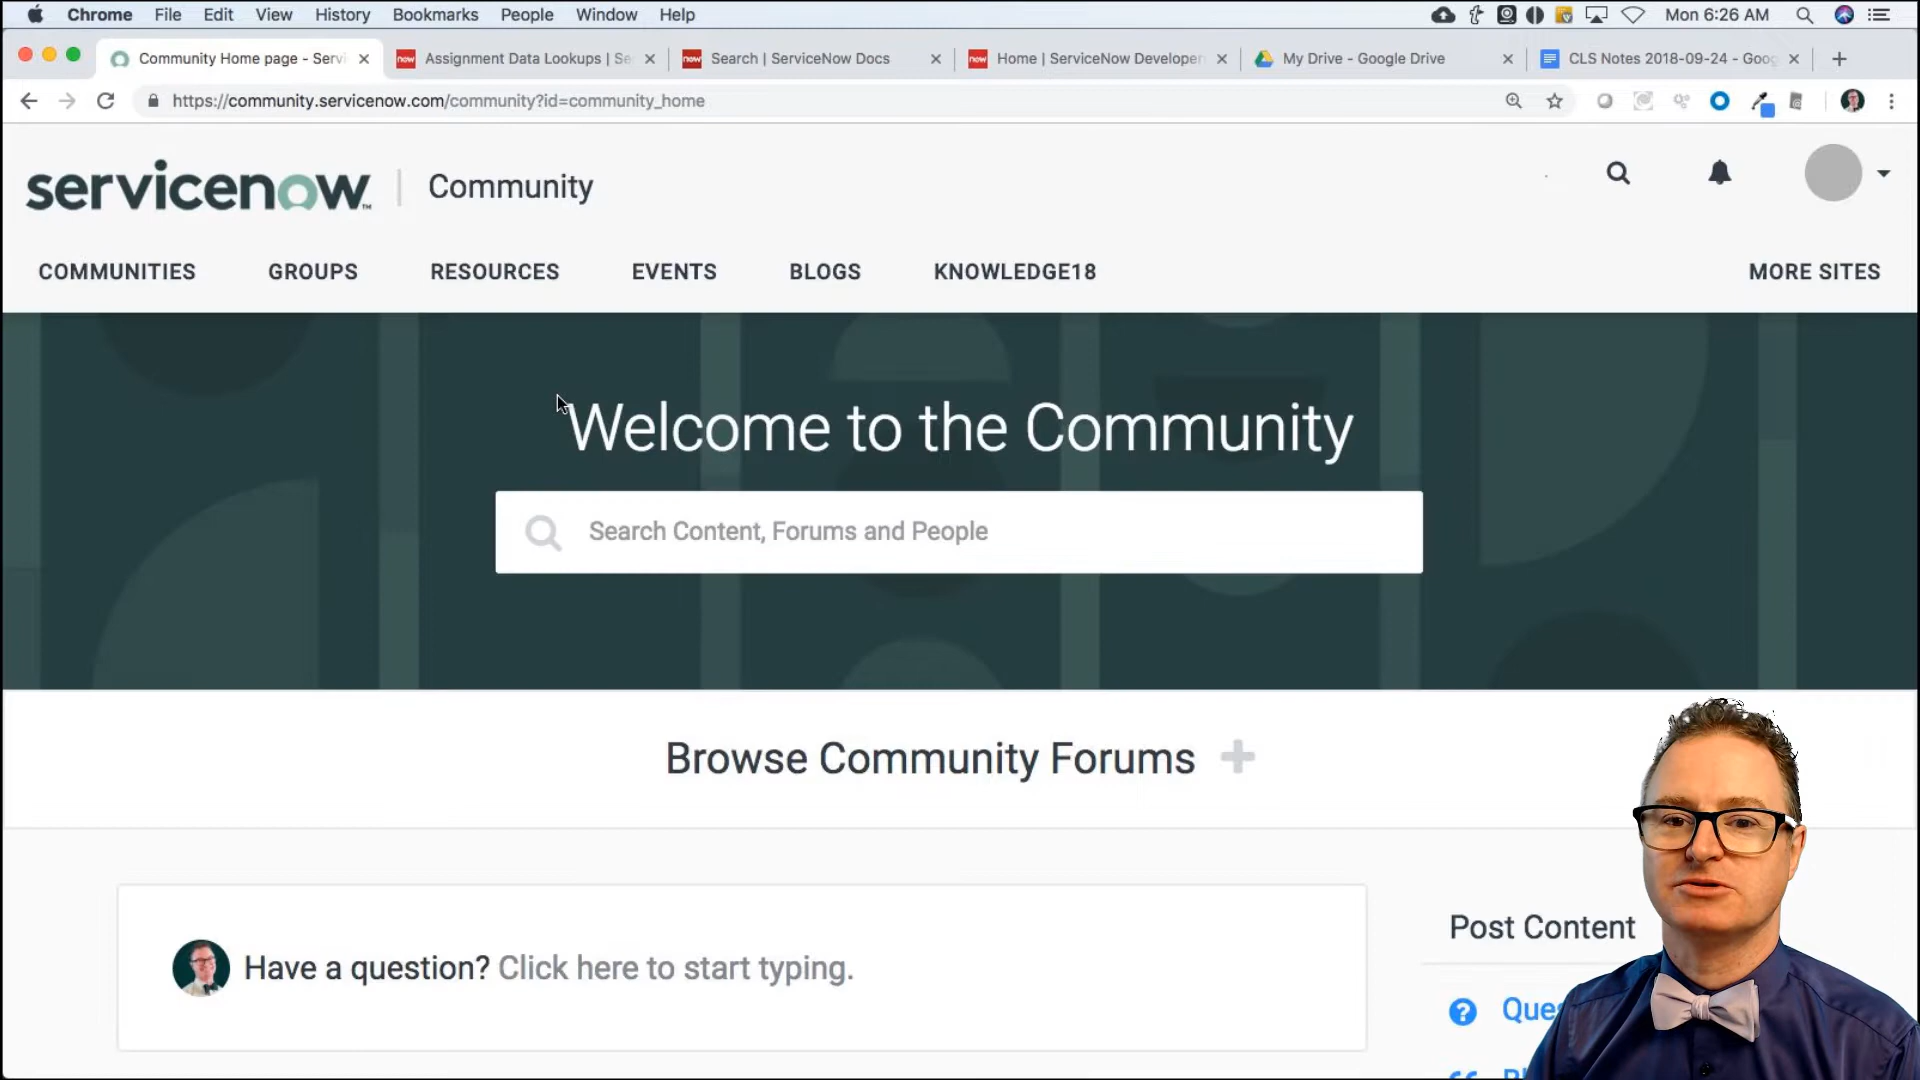 Chrome File Edit View History Bookmarks People Window Help Mon 6:26 AM
Community Home page - Servi Assignment Data Lookups | Se Search | ServiceNow Docs Home | ServiceNow Developer My Drive - Google Drive CLS Notes 2018-09-24 - Goog
https://community.servicenow.com/community?id=community_home
servicenow™ Community
COMMUNITIES GROUPS RESOURCES EVENTS BLOGS KNOWLEDGE18 MORE SITES
Welcome to the Community
Search Content, Forums and People
Browse Community Forums
Have a question? Click here to start typing.
Post Content
Ques